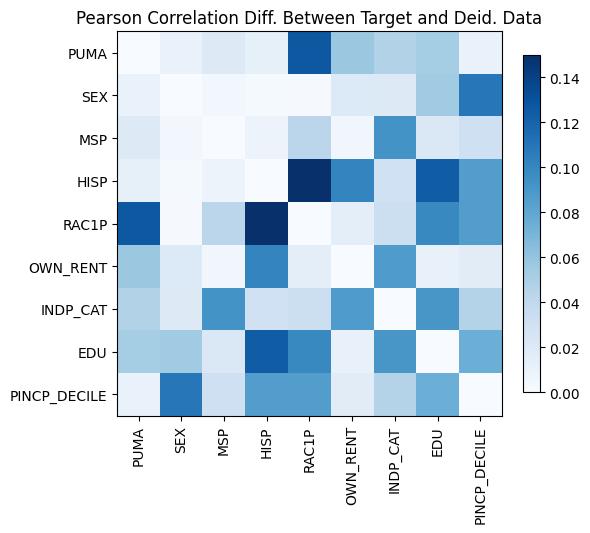 Pearson Correlation Diff. Between Target and Deid. Data
PUMA
SEX
MSP
HISP
RAC1P
OWN_RENT
INDP_CAT
EDU
PINCP_DECILE
PUMA
SEX
MSP
HISP
RAC1P
OWN_RENT
INDP_CAT
EDU
PINCP_DECILE
0.14
0.12
0.10
0.08
0.06
0.04
0.02
0.00